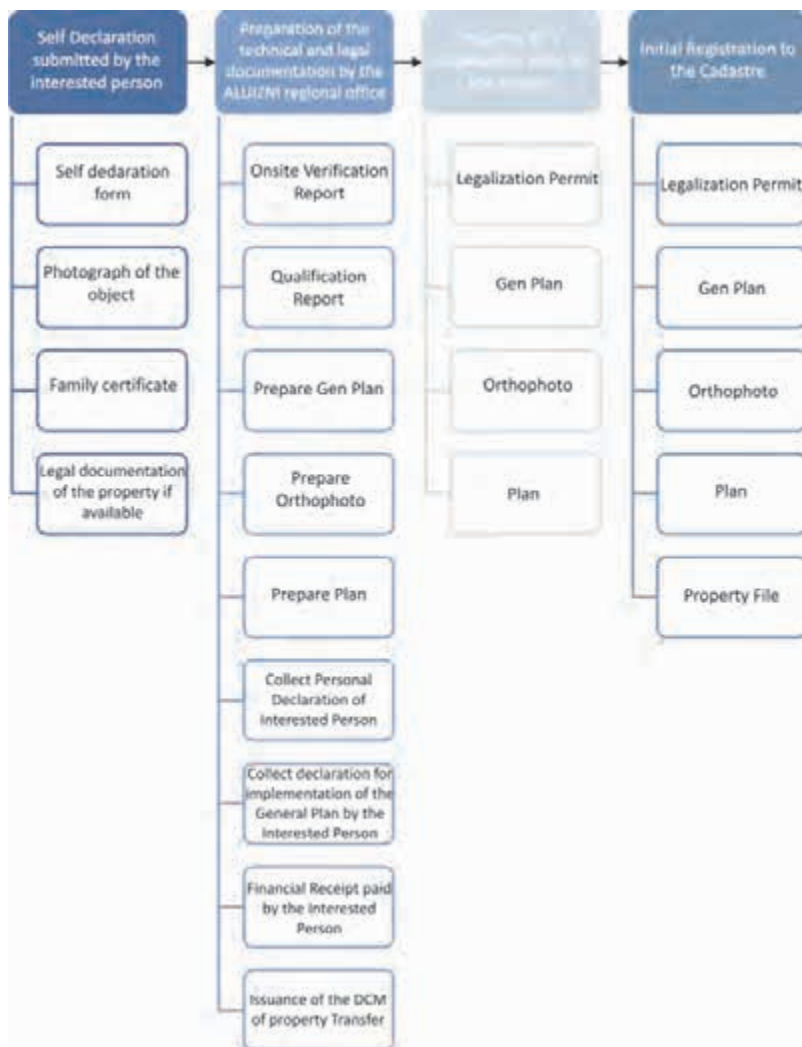 Self Declaration
submitted by the
interested person
Preparation of the
technical and legal
documentation by the
ALUIZNI regional office
Initial Registration to
the Cadastre
Self dedaration
form
Photograph of the
object
Family certificate
Legal documentation
of the property if
available
Onsite Verification
Report
Qualification
Report
Prepare Gen Plan
Prepare
Orthophoto
Prepare Plan
Collect Personal
Declaration of
Interested Person
Collect declaration for
implementation of the
General Plan by the
Interested Person
Financial Receipt paid
by the Interested
Person
Issuance of the DCM
of property Transfer
Legalization Permit
Gen Plan
Orthophoto
Plan
Legalization Permit
Gen Plan
Orthophoto
Plan
Property File